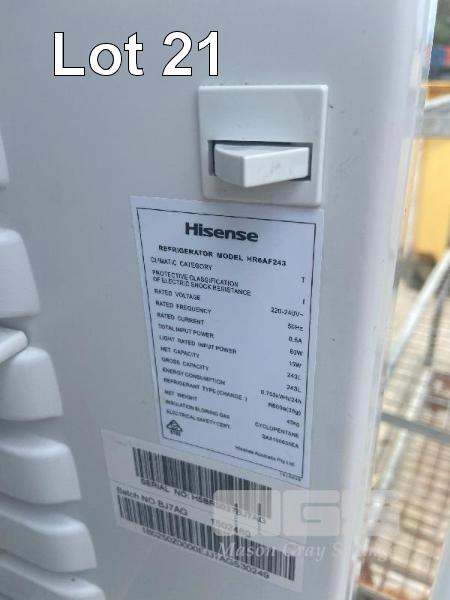 Lot 21
Hisense
REFRIGERATOR MODEL HR6AF243
CLIMATIC CATEGORY T
PROTECTIVE CLASSIFICATION
OF ELECTRIC SHOCK RESISTANCE I
RATED VOLTAGE 220-240V~
RATED FREQUENCY 50Hz
RATED CURRENT 0.6A
TOTAL INPUT POWER 80W
LIGHT RATED INPUT POWER 15W
NET CAPACITY 243L
GROSS CAPACITY 243L
ENERGY CONSUMPTION
REFRIGERANT TYPE (CHARGE)
NET WEIGHT
INSULATION BLOWING GAS CYCLOPENTANE
ELECTRICAL SAFETY CERT.
Hisense Australia Pty Ltd.
SERIAL NO:
Batch NO BJ7AG
MGS
Mason Gray Strange